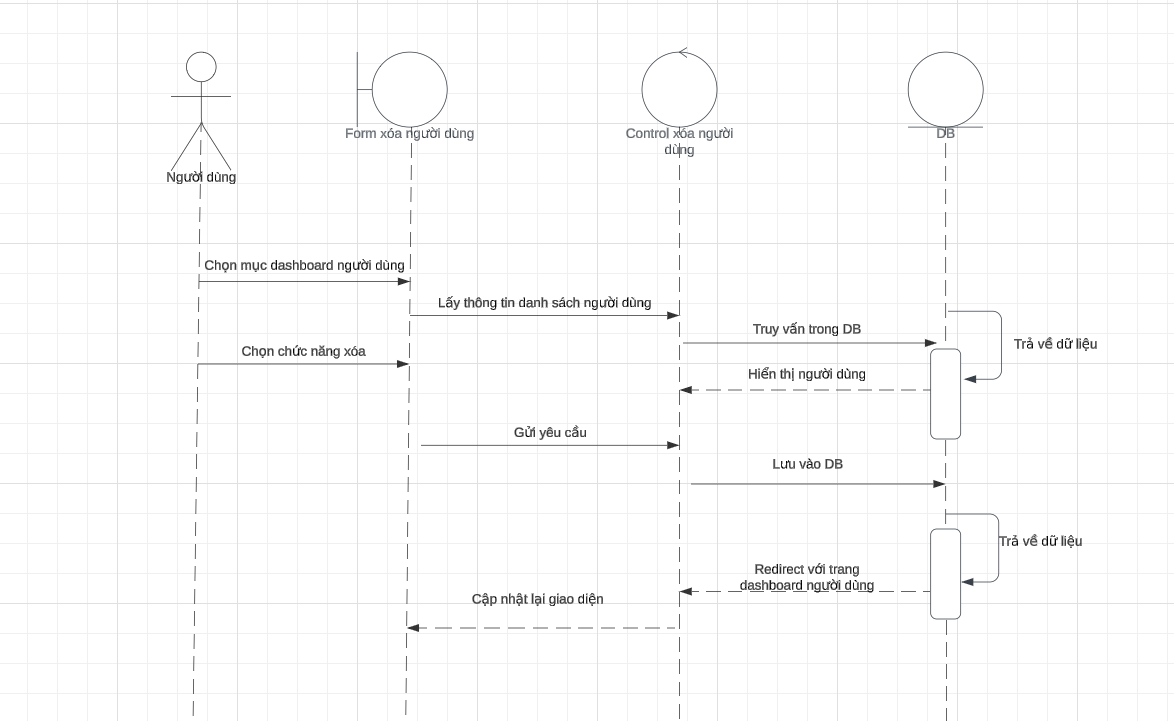 Form xóa người dùng
Control xóa người
dùng
DB
Người dùng
Chọn mục dashboard người dùng
Lấy thông tin danh sách người dùng
Truy vấn trong DB
Trả về dữ liệu
Chọn chức năng xóa
Hiển thị người dùng
Gửi yêu cầu
Lưu vào DB
Trả về dữ liệu
Redirect với trang
dashboard người dùng
Cập nhật lại giao diện